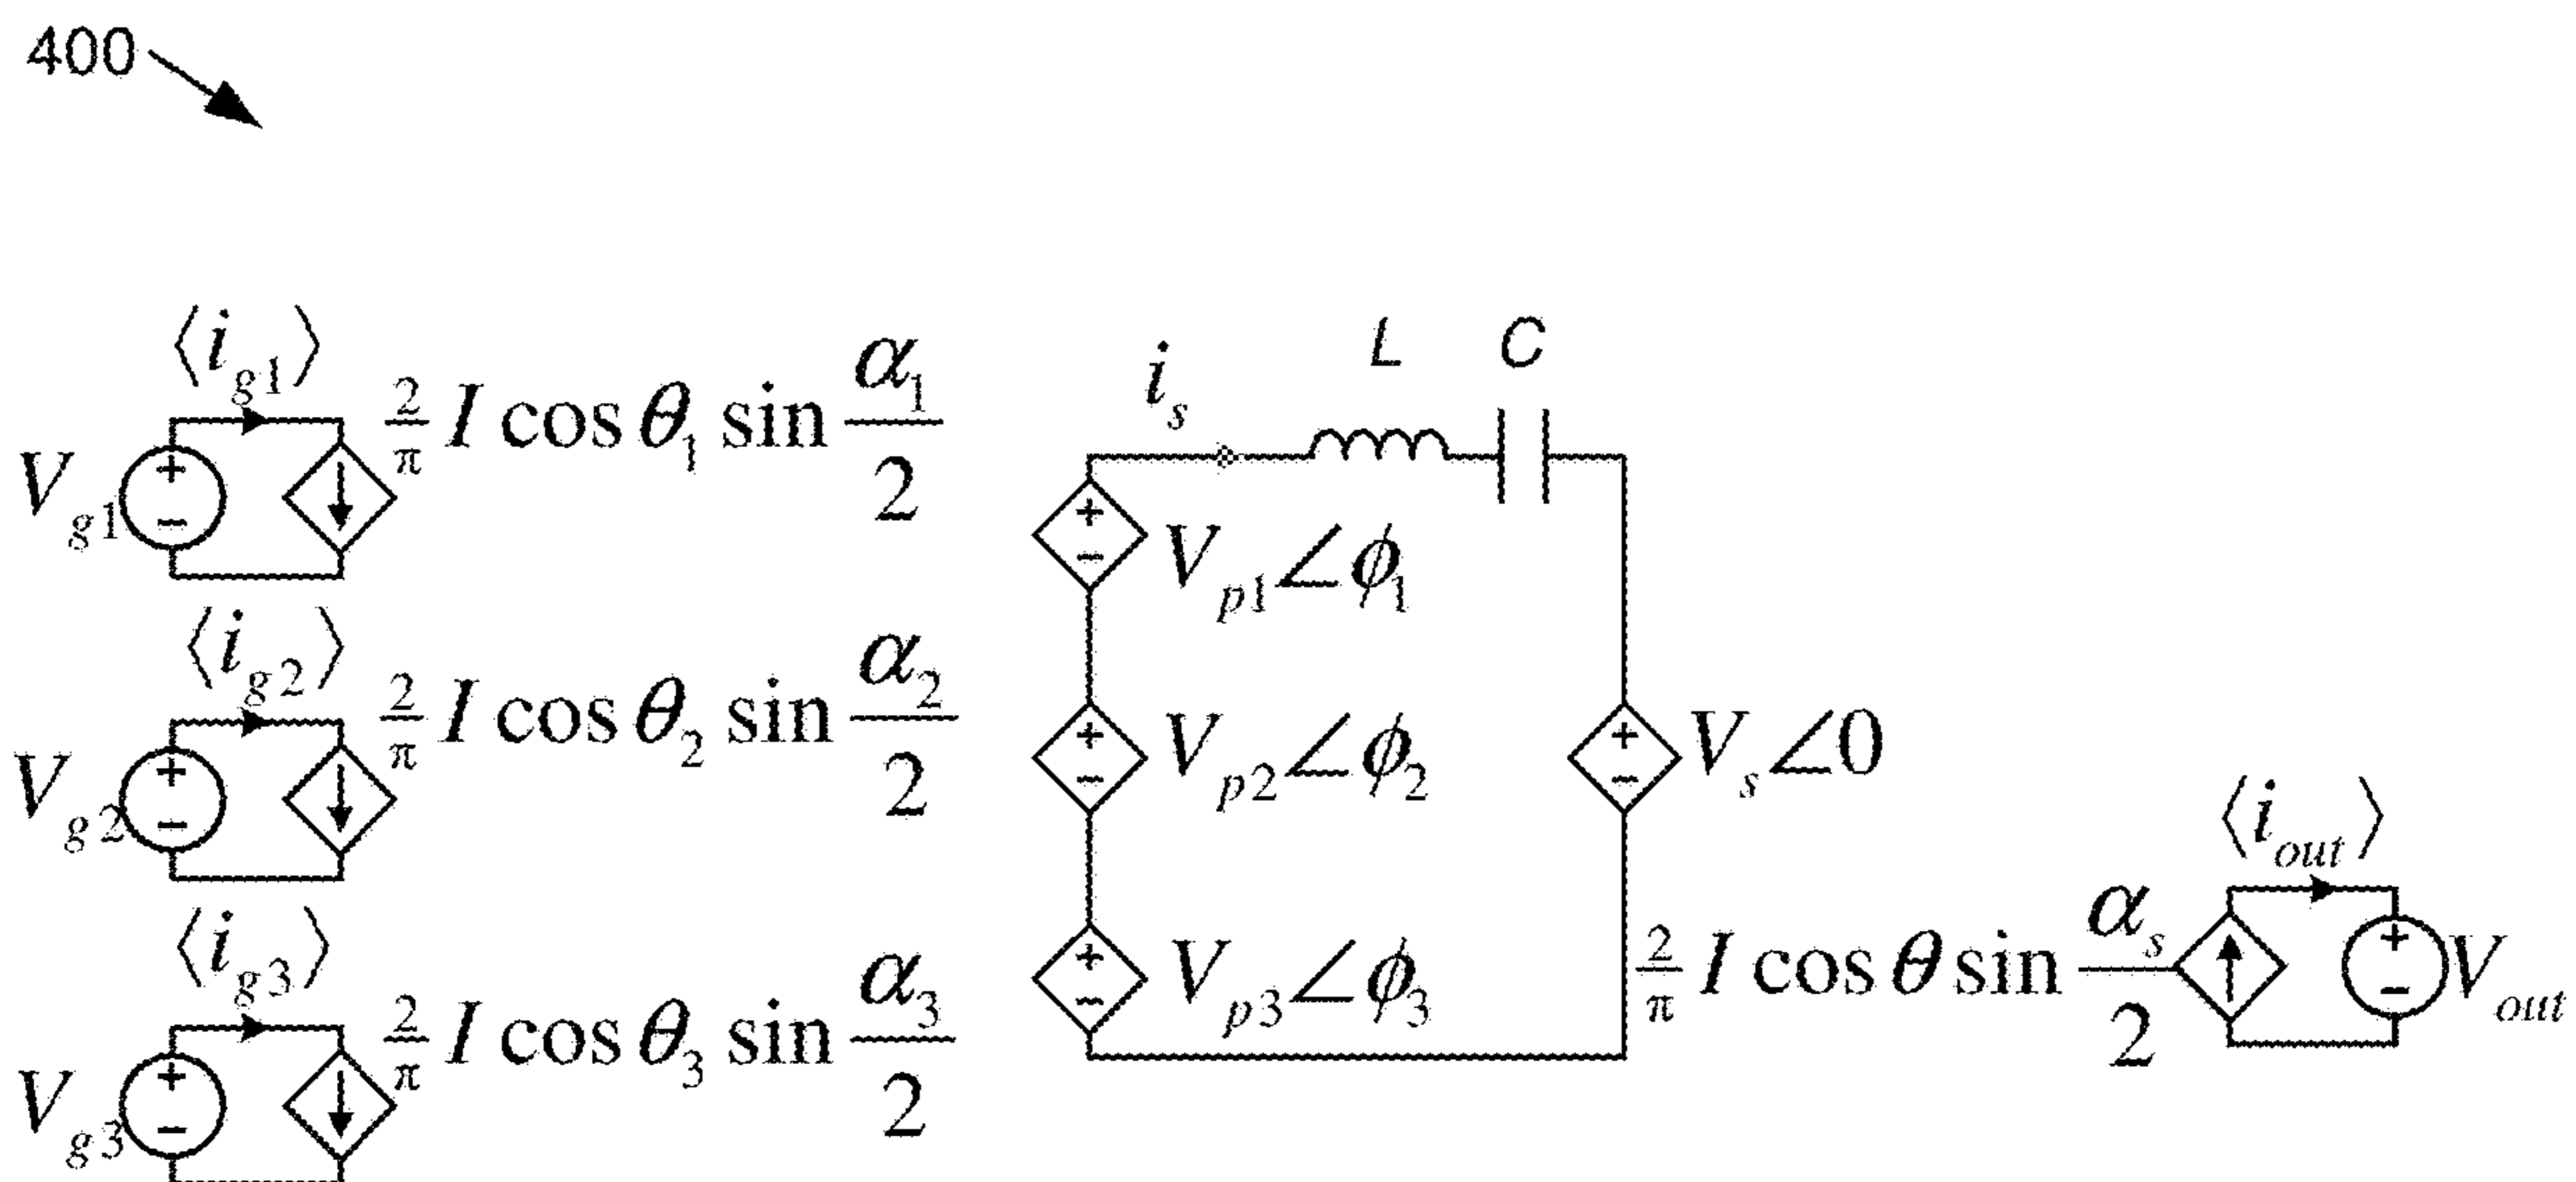 400
⟨i_g1⟩
V_g1 + − 2/π I cos θ_1 sin α_1/2
⟨i_g2⟩
V_g2 + − 2/π I cos θ_2 sin α_2/2
⟨i_g3⟩
V_g3 + − 2/π I cos θ_3 sin α_3/2
i_s L C
+ − V_p1∠ϕ_1
+ − V_p2∠ϕ_2
+ − V_p3∠ϕ_3
+ − V_s∠0
⟨i_out⟩
2/π I cos θ sin α_s/2 + − V_out